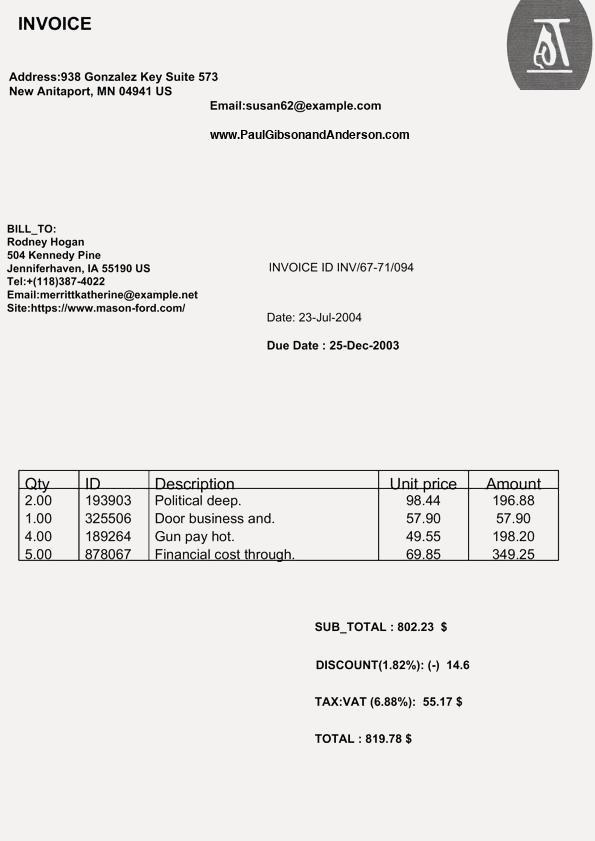 INVOICE
Address:938 Gonzalez Key Suite 573
New Anitaport, MN 04941 US
Email:susan62@example.com
www.PaulGibsonandAnderson.com
BILL_TO:
Rodney Hogan
504 Kennedy Pine
Jenniferhaven, IA 55190 US
Tel:+(118)387-4022
Email:merrittkatherine@example.net
Site:https://www.mason-ford.com/
INVOICE ID INV/67-71/094
Date: 23-Jul-2004
Due Date : 25-Dec-2003
Qty ID Description Unit price Amount
2.00 193903 Political deep. 98.44 196.88
1.00 325506 Door business and. 57.90 57.90
4.00 189264 Gun pay hot. 49.55 198.20
5.00 878067 Financial cost through. 69.85 349.25
SUB_TOTAL : 802.23 $
DISCOUNT(1.82%): (-) 14.6
TAX:VAT (6.88%): 55.17 $
TOTAL : 819.78 $